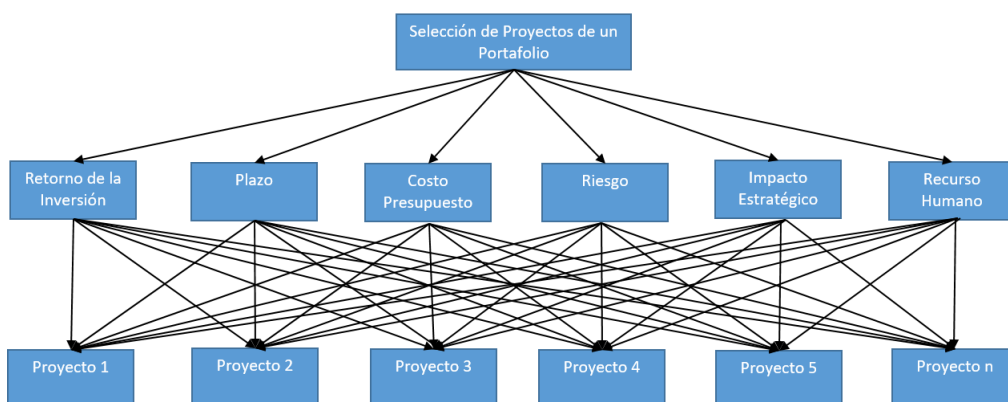 Selección de Proyectos de un
Portafolio
Retorno de la
Inversión
Plazo
Costo
Presupuesto
Riesgo
Impacto
Estratégico
Recurso
Humano
Proyecto 1
Proyecto 2
Proyecto 3
Proyecto 4
Proyecto 5
Proyecto n